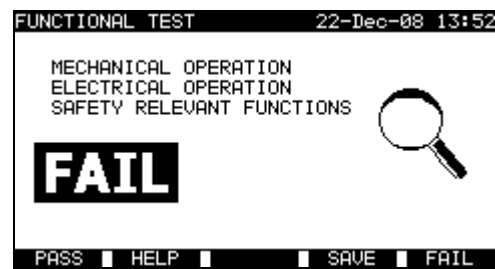 FUNCTIONAL TEST 22-Dec-08 13:52
MECHANICAL OPERATION
ELECTRICAL OPERATION
SAFETY RELEVANT FUNCTIONS
FAIL
PASS HELP SAVE FAIL